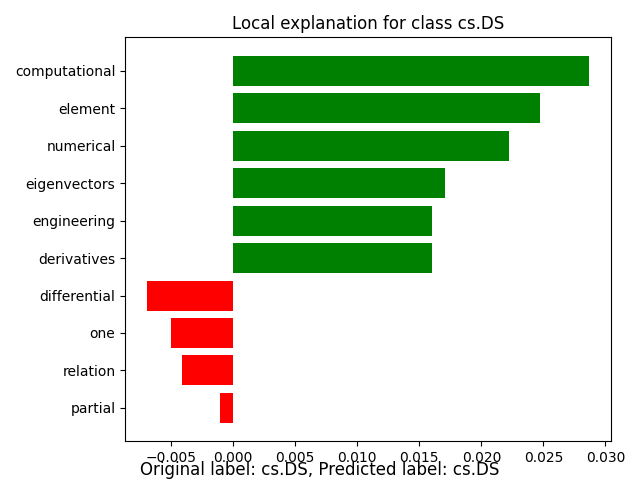 Local explanation for class cs.DS
computational
element
numerical
eigenvectors
engineering
derivatives
differential
one
relation
partial
−0.005 0.000 0.005 0.010 0.015 0.020 0.025 0.030
Original label: cs.DS, Predicted label: cs.DS